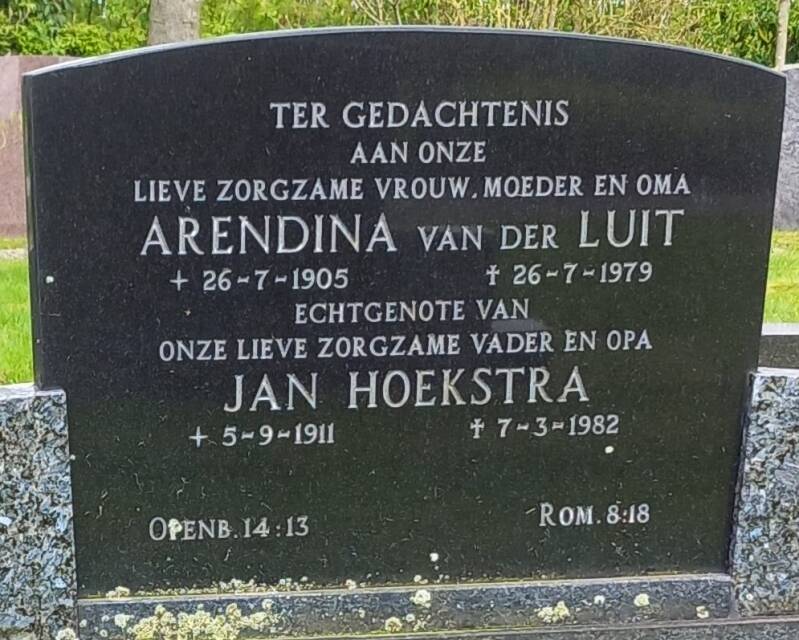 TER GEDACHTENIS
AAN ONZE
LIEVE ZORGZAME VROUW, MOEDER EN OMA
ARENDINA VAN DER LUIT
+ 26-7-1905 † 26-7-1979
ECHTGENOTE VAN
ONZE LIEVE ZORGZAME VADER EN OPA
JAN HOEKSTRA
+ 5-9-1911 † 7-3-1982
OPENB. 14:13 ROM. 8:18